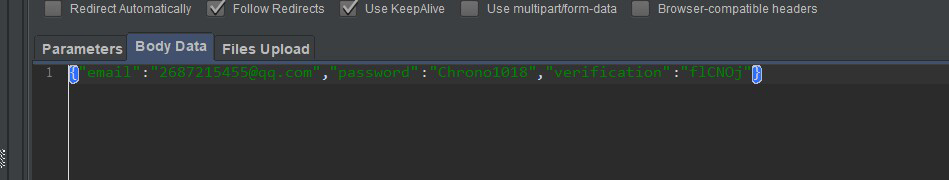 Redirect Automatically Follow Redirects Use KeepAlive Use multipart/form-data Browser-compatible headers
Parameters Body Data Files Upload
1 {"email":"2687215455@qq.com","password":"Chrono1018","verification":"flCNOj"}